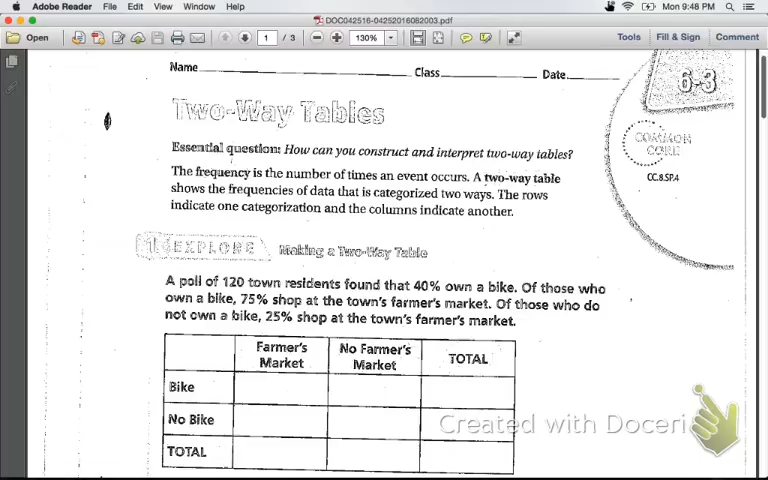 Adobe Reader File Edit View Window Help Mon 9:48 PM
DOC042516-04252016082003.pdf
Open 1 / 3 130% Tools Fill & Sign Comment
Name Class Date
6-3
Two-Way Tables
COMMON
CORE
Essential question: How can you construct and interpret two-way tables?
CC.8.SP.4
The frequency is the number of times an event occurs. A two-way table
shows the frequencies of data that is categorized two ways. The rows
indicate one categorization and the columns indicate another.
1 EXPLORE Making a Two-Way Table
A poll of 120 town residents found that 40% own a bike. Of those who
own a bike, 75% shop at the town's farmer's market. Of those who do
not own a bike, 25% shop at the town's farmer's market.
Farmer's
Market
No Farmer's
Market
TOTAL
Bike
No Bike
TOTAL
Created with Doceri